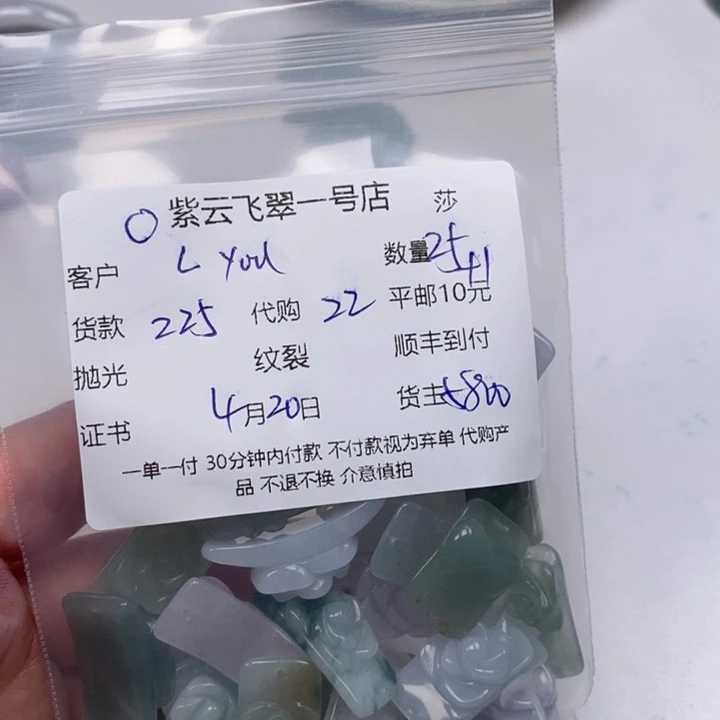 O 紫云飞翠一号店 莎
客户 L You 数量 25+1
货款 225 代购 22 平邮10元
抛光 纹裂 顺丰到付
证书 4月20日 货主
一单一付 30分钟内付款 不付款视为弃单 代购产
品 不退不换 介意慎拍